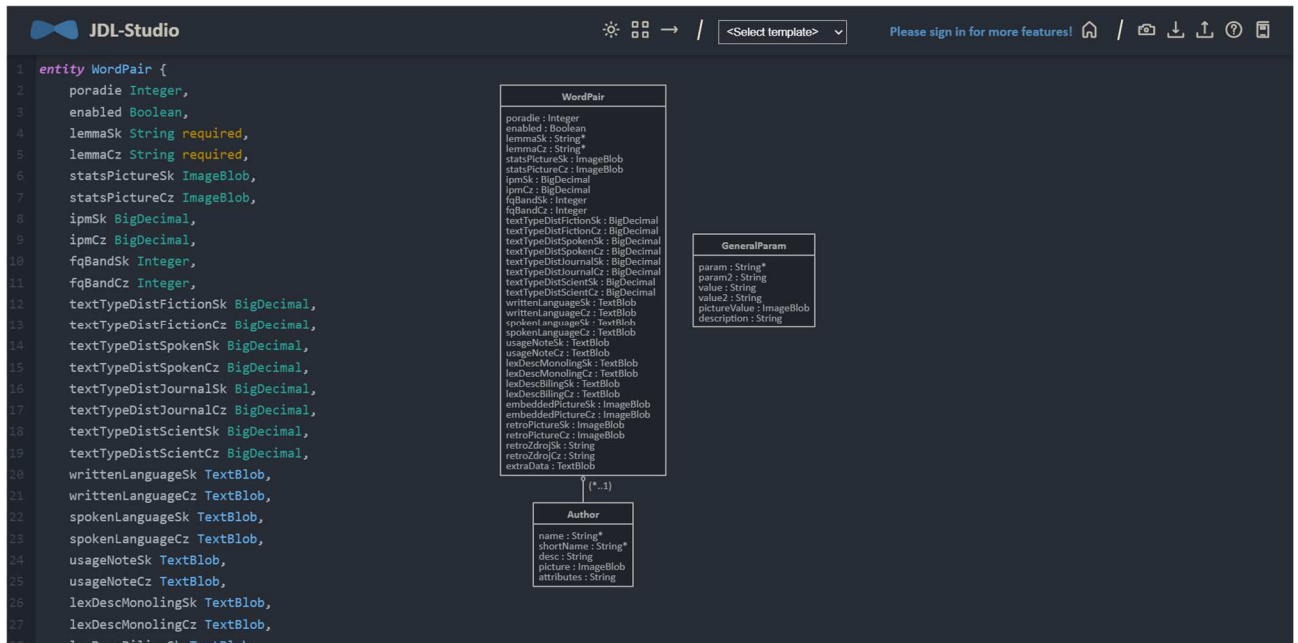 JDL-Studio
/
<Select template>
Please sign in for more features!
/
1 entity WordPair {
2 poradie Integer,
3 enabled Boolean,
4 lemmaSk String required,
5 lemmaCz String required,
6 statsPictureSk ImageBlob,
7 statsPictureCz ImageBlob,
8 ipmSk BigDecimal,
9 ipmCz BigDecimal,
10 fqBandSk Integer,
11 fqBandCz Integer,
12 textTypeDistFictionSk BigDecimal,
13 textTypeDistFictionCz BigDecimal,
14 textTypeDistSpokenSk BigDecimal,
15 textTypeDistSpokenCz BigDecimal,
16 textTypeDistJournalSk BigDecimal,
17 textTypeDistJournalCz BigDecimal,
18 textTypeDistScientSk BigDecimal,
19 textTypeDistScientCz BigDecimal,
20 writtenLanguageSk TextBlob,
21 writtenLanguageCz TextBlob,
22 spokenLanguageSk TextBlob,
23 spokenLanguageCz TextBlob,
24 usageNoteSk TextBlob,
25 usageNoteCz TextBlob,
26 lexDescMonolingSk TextBlob,
27 lexDescMonolingCz TextBlob,
WordPair
poradie : Integer
enabled : Boolean
lemmaSk : String*
lemmaCz : String*
statsPictureSk : ImageBlob
statsPictureCz : ImageBlob
ipmSk : BigDecimal
ipmCz : BigDecimal
fqBandSk : Integer
fqBandCz : Integer
textTypeDistFictionSk : BigDecimal
textTypeDistFictionCz : BigDecimal
textTypeDistSpokenSk : BigDecimal
textTypeDistSpokenCz : BigDecimal
textTypeDistJournalSk : BigDecimal
textTypeDistJournalCz : BigDecimal
textTypeDistScientSk : BigDecimal
textTypeDistScientCz : BigDecimal
writtenLanguageSk : TextBlob
writtenLanguageCz : TextBlob
spokenLanguageSk : TextBlob
spokenLanguageCz : TextBlob
usageNoteSk : TextBlob
usageNoteCz : TextBlob
lexDescMonolingSk : TextBlob
lexDescMonolingCz : TextBlob
lexDescBilingSk : TextBlob
lexDescBilingCz : TextBlob
embeddedPictureSk : ImageBlob
embeddedPictureCz : ImageBlob
retroPictureSk : ImageBlob
retroPictureCz : ImageBlob
retroZdrojSk : String
retroZdrojCz : String
extraData : TextBlob
(*..1)
Author
name : String*
shortName : String*
desc : String
picture : ImageBlob
attributes : String
GeneralParam
param : String*
param2 : String
value : String
value2 : String
pictureValue : ImageBlob
description : String